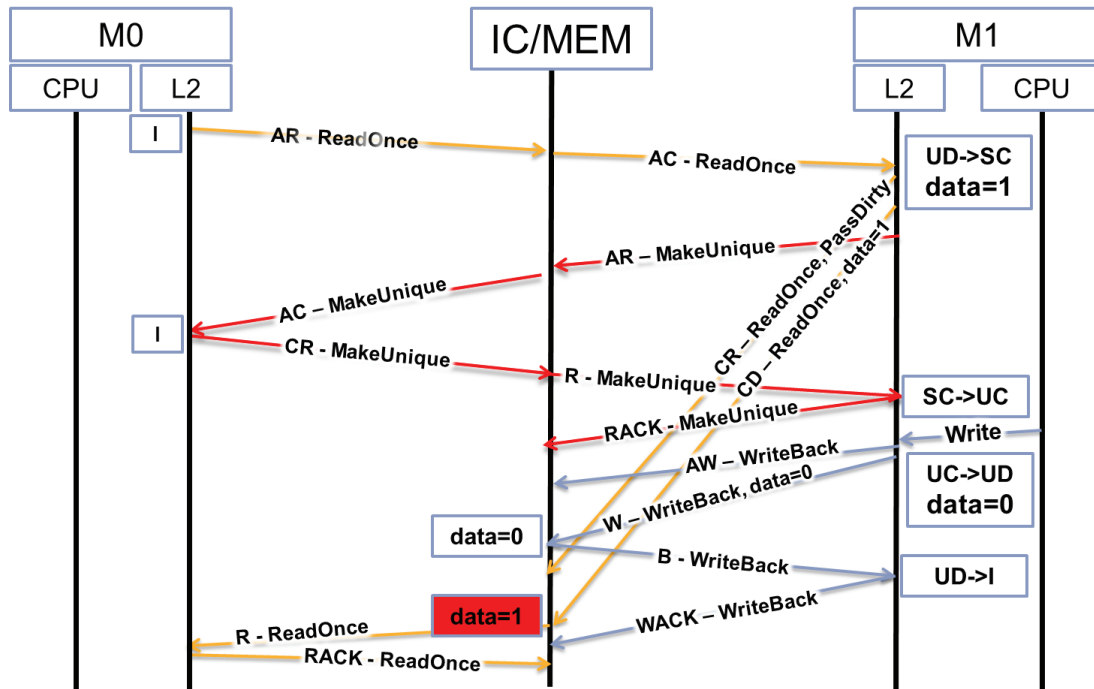 M0
IC/MEM
M1
CPU
L2
L2
CPU
I
AR - ReadOnce
AC - ReadOnce
UD->SC
data=1
CR – ReadOnce, PassDirty
CD – ReadOnce, data=1
AR – MakeUnique
AC – MakeUnique
I
CR - MakeUnique
R - MakeUnique
SC->UC
RACK - MakeUnique
Write
AW – WriteBack
UC->UD
data=0
W – WriteBack, data=0
data=0
B - WriteBack
UD->I
data=1
WACK – WriteBack
R - ReadOnce
RACK - ReadOnce